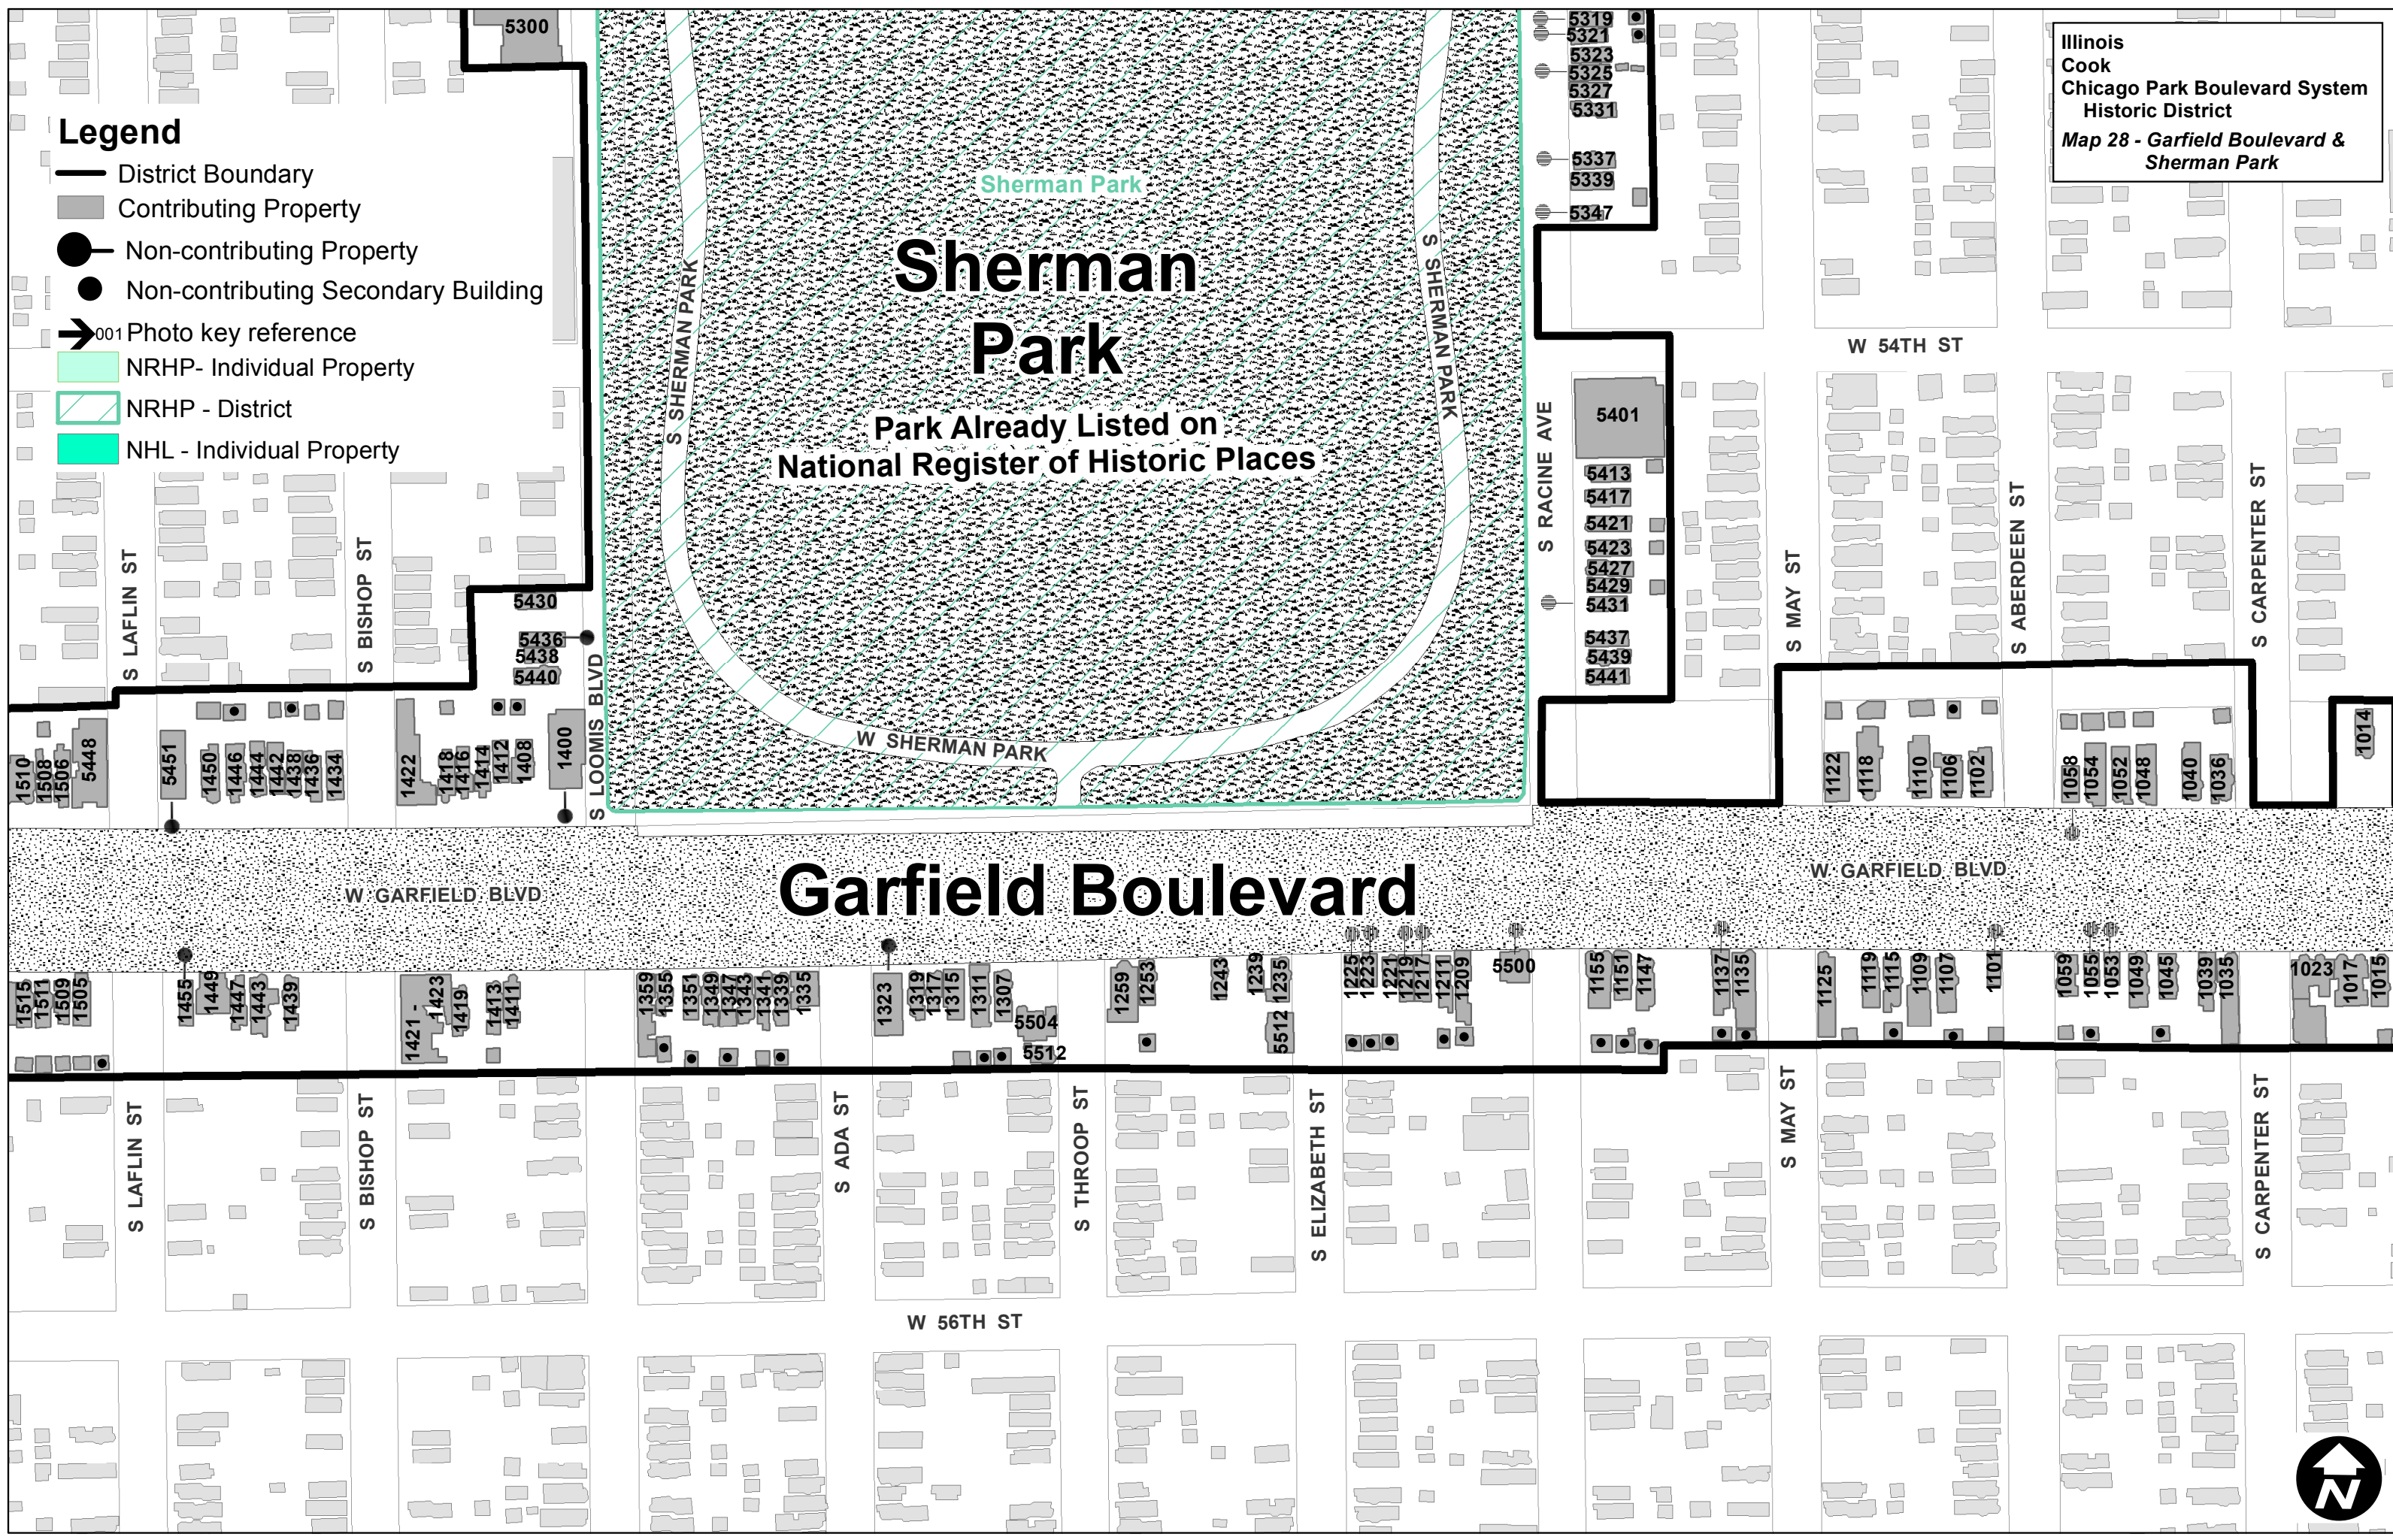 5300
5319
5321
5323
5325
5327
5331
5337
5339
5347
Illinois
Cook
Chicago Park Boulevard System
Historic District
Map 28 - Garfield Boulevard &
Sherman Park
Legend
District Boundary
Contributing Property
Non-contributing Property
Non-contributing Secondary Building
001 Photo key reference
NRHP- Individual Property
NRHP - District
NHL - Individual Property
Sherman Park
Sherman
Park
Park Already Listed on
National Register of Historic Places
S SHERMAN PARK
S SHERMAN PARK
W SHERMAN PARK
W 54TH ST
S RACINE AVE
5401
5413
5417
5421
5423
5427
5429
5431
5437
5439
5441
S LAFLIN ST
S BISHOP ST
S LOOMIS BLVD
S MAY ST
S ABERDEEN ST
S CARPENTER ST
5430
5436
5438
5440
1510
1508
1506
5448
5451
1450
1446
1444
1442
1438
1436
1434
1422
1418
1416
1414
1412
1408
1400
1122
1118
1110
1106
1102
1058
1054
1052
1048
1040
1036
1014
W GARFIELD BLVD
Garfield Boulevard
W GARFIELD BLVD
1515
1511
1509
1505
1455
1449
1447
1443
1439
1421 -
1423
1419
1413
1411
1359
1355
1351
1349
1347
1343
1341
1339
1335
1323
1319
1317
1315
1311
1307
5504
5512
1259
1253
1243
1239
1235
5512
1225
1223
1221
1219
1217
1211
1209
5500
1155
1151
1147
1137
1135
1125
1119
1115
1109
1107
1101
1059
1055
1053
1049
1045
1039
1035
1023
1017
1015
S LAFLIN ST
S BISHOP ST
S ADA ST
S THROOP ST
S ELIZABETH ST
S MAY ST
S CARPENTER ST
W 56TH ST
N